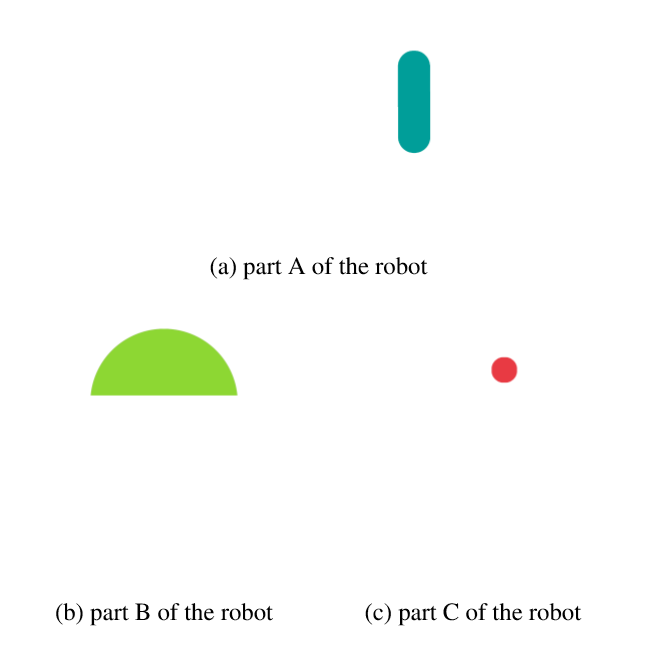 (a) part A of the robot
(b) part B of the robot
(c) part C of the robot